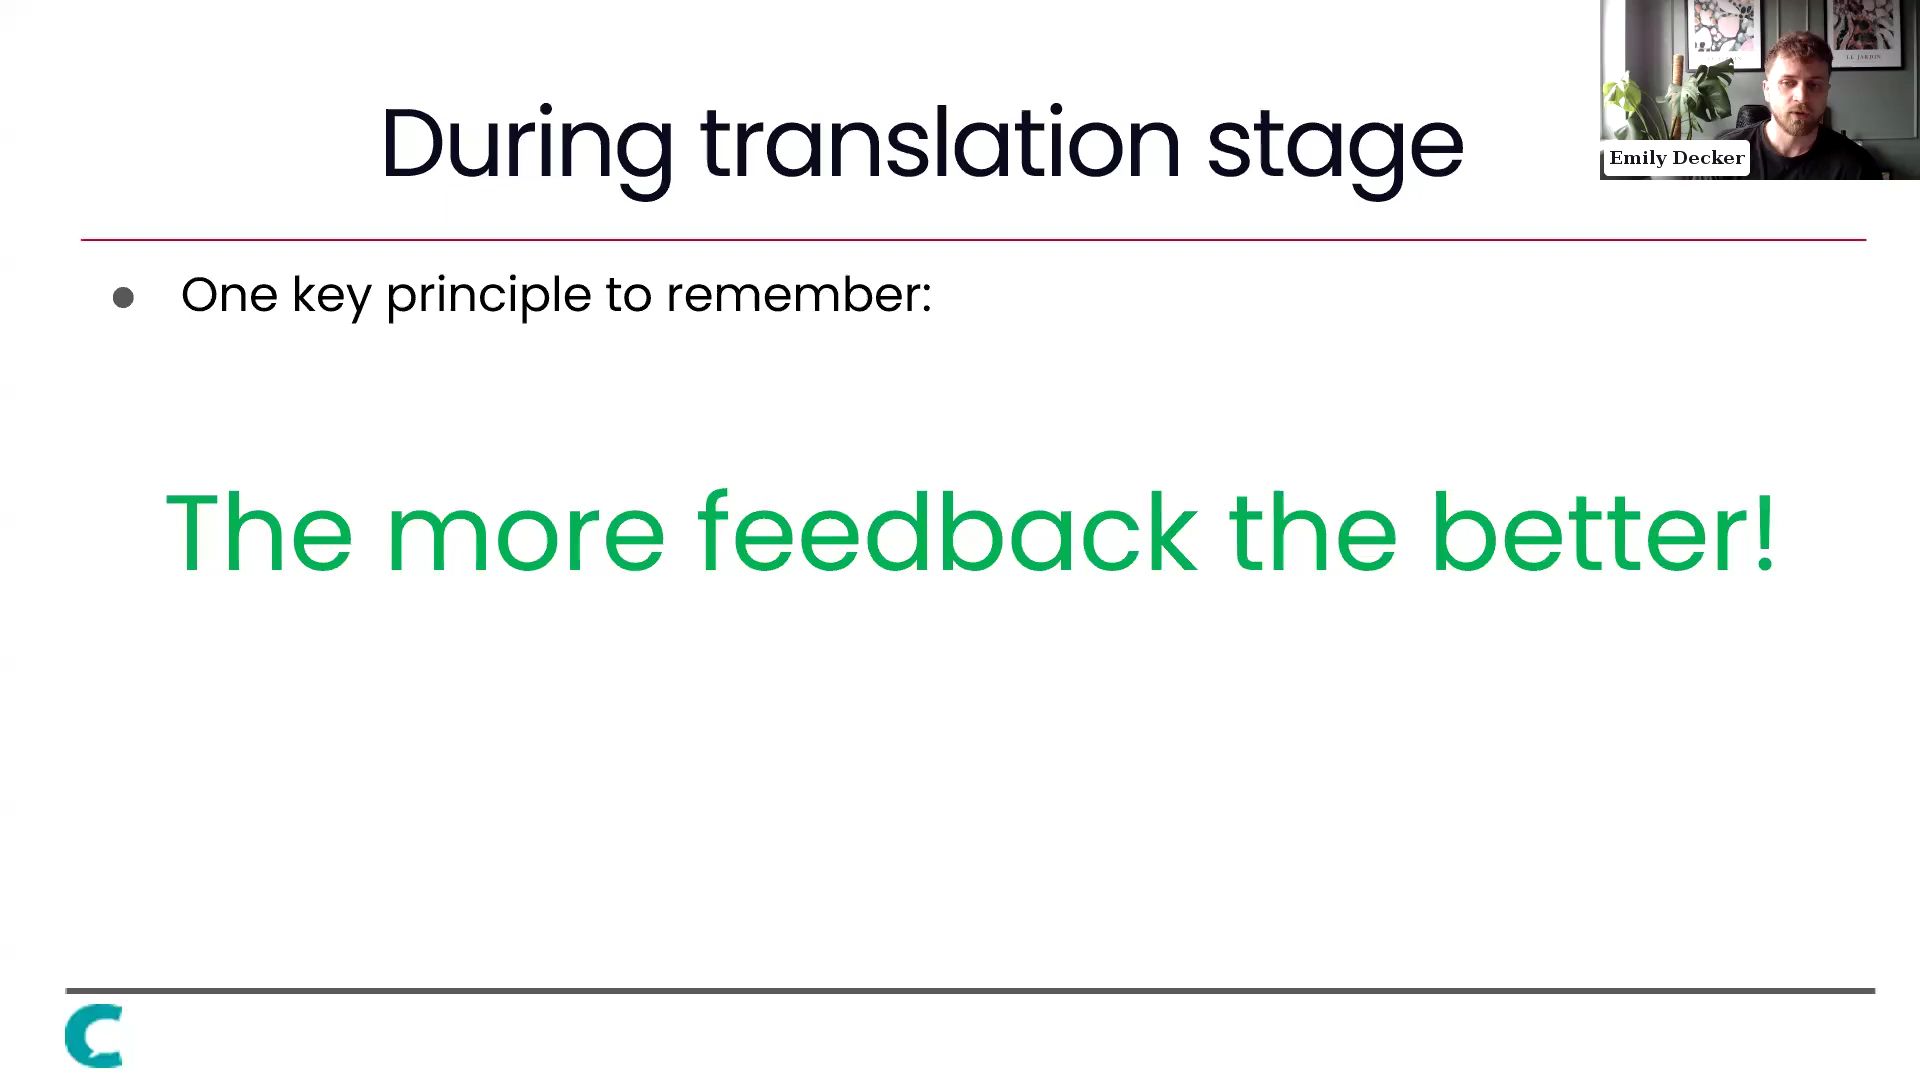 During translation stage
Emily Decker
One key principle to remember:
The more feedback the better!